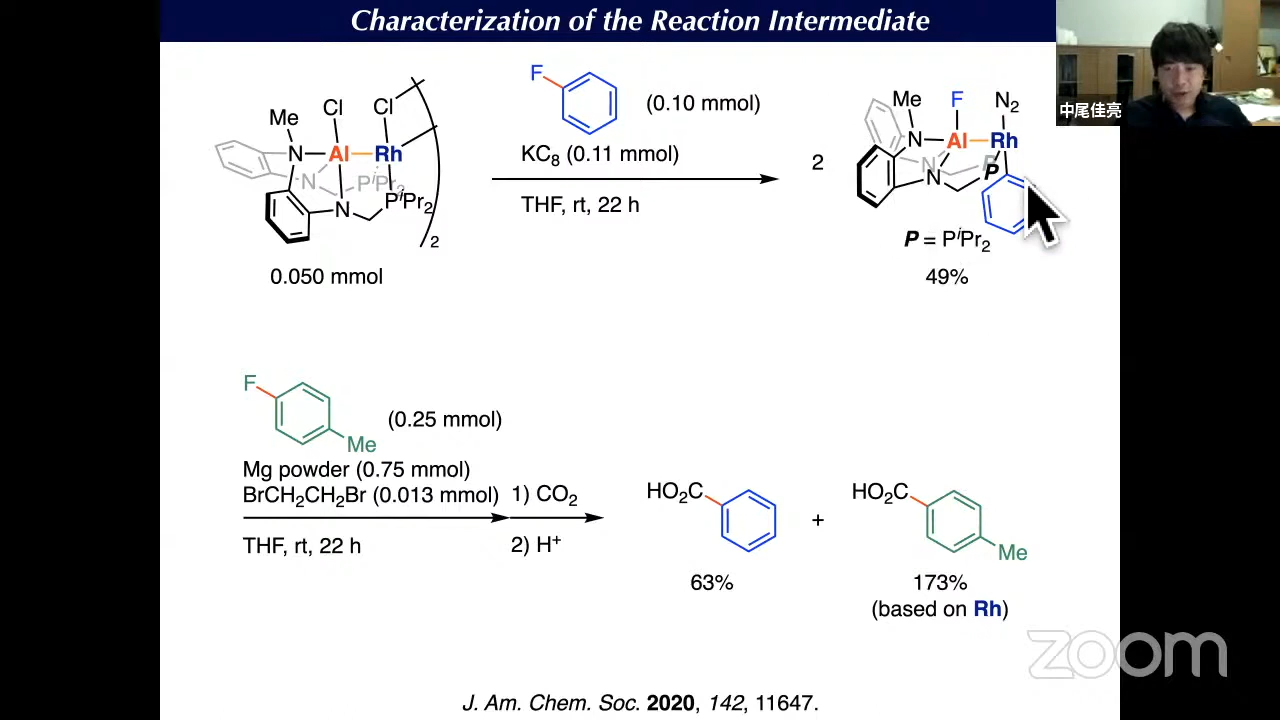 Characterization of the Reaction Intermediate
中尾佳亮
Me
Cl
Cl
N
Al
Rh
N
PⁱPr₂
N
PⁱPr₂
2
0.050 mmol
F
(0.10 mmol)
KC₈ (0.11 mmol)
THF, rt, 22 h
2
Me
F
N₂
N
Al
Rh
N
P
N
P
P = PⁱPr₂
49%
F
Me
(0.25 mmol)
Mg powder (0.75 mmol)
BrCH₂CH₂Br (0.013 mmol)
THF, rt, 22 h
1) CO₂
2) H⁺
HO₂C
63%
+
HO₂C
Me
173%
(based on Rh)
zoom
J. Am. Chem. Soc. 2020, 142, 11647.